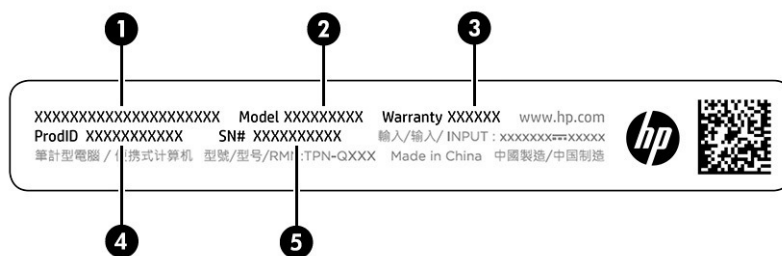 1 2 3
XXXXXXXXXXXXXXXXXXXXX Model XXXXXXXXX Warranty XXXXXX www.hp.com
ProdID XXXXXXXXXXX SN# XXXXXXXXXX 輸入/输入/ INPUT : xxxxxxx⎓xxxxx
筆計型電腦 / 便携式计算机 型號/型号/RMN:TPN-QXXX Made in China 中國製造/中国制造
hp
4 5